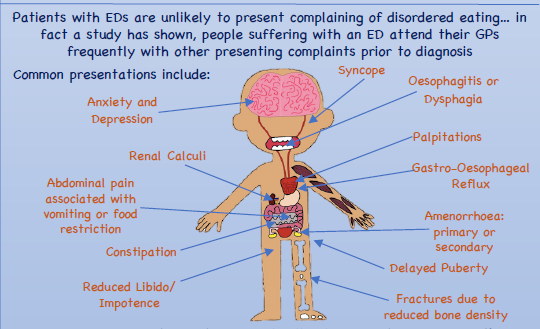 Patients with EDs are unlikely to present complaining of disordered eating... in
fact a study has shown, people suffering with an ED attend their GPs
frequently with other presenting complaints prior to diagnosis
Common presentations include:
Syncope
Oesophagitis or
Dysphagia
Anxiety and
Depression
Palpitations
Renal Calculi
Gastro-Oesophageal
Reflux
Abdominal pain
associated with
vomiting or food
restriction
Amenorrhoea:
primary or
secondary
Constipation
Delayed Puberty
Reduced Libido/
Impotence
Fractures due to
reduced bone density